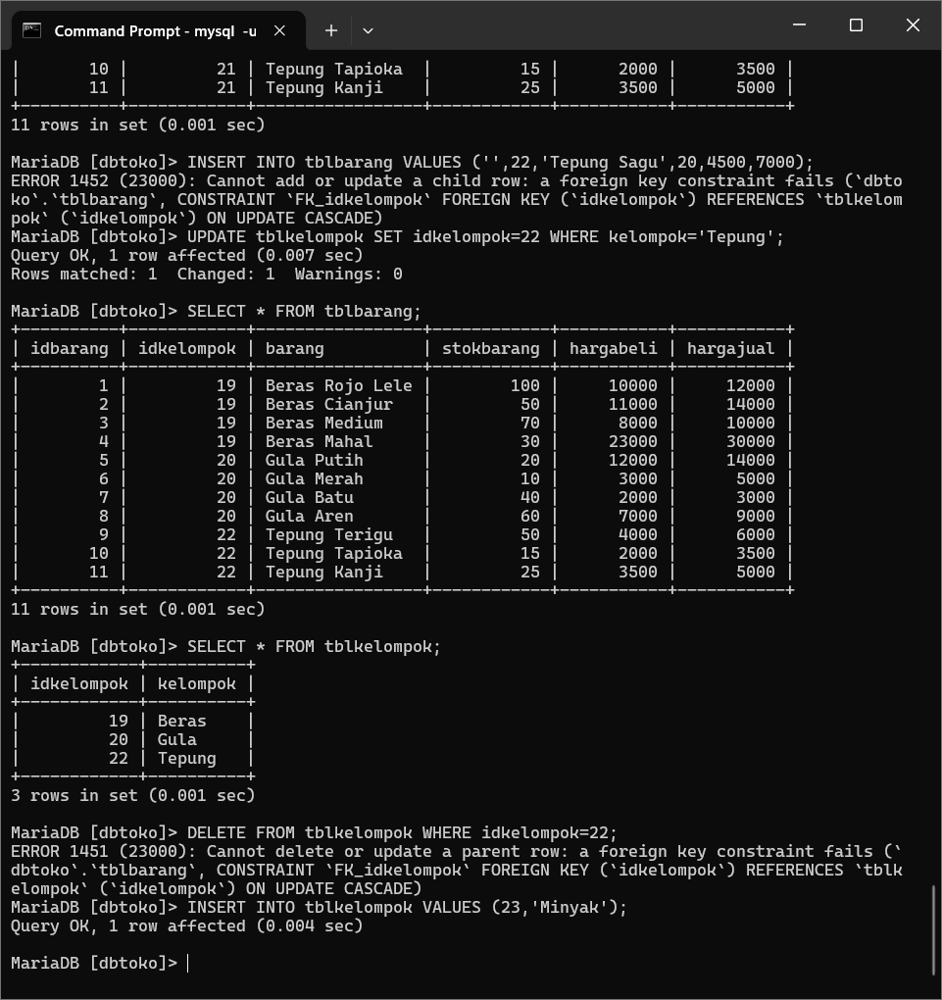 Command Prompt - mysql  -u
|        10 |         21 | Tepung Tapioka  |         15 |      2000 |      3500 |
|        11 |         21 | Tepung Kanji    |         25 |      3500 |      5000 |
+-----------+------------+-----------------+------------+-----------+-----------+
11 rows in set (0.001 sec)
MariaDB [dbtoko]> INSERT INTO tblbarang VALUES ('',22,'Tepung Sagu',20,4500,7000);
ERROR 1452 (23000): Cannot add or update a child row: a foreign key constraint fails (`dbto
ko`.`tblbarang`, CONSTRAINT `FK_idkelompok` FOREIGN KEY (`idkelompok`) REFERENCES `tblkelom
pok` (`idkelompok`) ON UPDATE CASCADE)
MariaDB [dbtoko]> UPDATE tblkelompok SET idkelompok=22 WHERE kelompok='Tepung';
Query OK, 1 row affected (0.007 sec)
Rows matched: 1  Changed: 1  Warnings: 0
MariaDB [dbtoko]> SELECT * FROM tblbarang;
+-----------+------------+-----------------+------------+-----------+-----------+
| idbarang | idkelompok | barang          | stokbarang | hargabeli | hargajual |
+-----------+------------+-----------------+------------+-----------+-----------+
|         1 |         19 | Beras Rojo Lele |        100 |     10000 |     12000 |
|         2 |         19 | Beras Cianjur   |         50 |     11000 |     14000 |
|         3 |         19 | Beras Medium    |         70 |      8000 |     10000 |
|         4 |         19 | Beras Mahal     |         30 |     23000 |     30000 |
|         5 |         20 | Gula Putih      |         20 |     12000 |     14000 |
|         6 |         20 | Gula Merah      |         10 |      3000 |      5000 |
|         7 |         20 | Gula Batu       |         40 |      2000 |      3000 |
|         8 |         20 | Gula Aren       |         60 |      7000 |      9000 |
|         9 |         22 | Tepung Terigu   |         50 |      4000 |      6000 |
|        10 |         22 | Tepung Tapioka  |         15 |      2000 |      3500 |
|        11 |         22 | Tepung Kanji    |         25 |      3500 |      5000 |
+-----------+------------+-----------------+------------+-----------+-----------+
11 rows in set (0.001 sec)
MariaDB [dbtoko]> SELECT * FROM tblkelompok;
+------------+----------+
| idkelompok | kelompok |
+------------+----------+
|         19 | Beras    |
|         20 | Gula     |
|         22 | Tepung   |
+------------+----------+
3 rows in set (0.001 sec)
MariaDB [dbtoko]> DELETE FROM tblkelompok WHERE idkelompok=22;
ERROR 1451 (23000): Cannot delete or update a parent row: a foreign key constraint fails (`
dbtoko`.`tblbarang`, CONSTRAINT `FK_idkelompok` FOREIGN KEY (`idkelompok`) REFERENCES `tblk
elompok` (`idkelompok`) ON UPDATE CASCADE)
MariaDB [dbtoko]> INSERT INTO tblkelompok VALUES (23,'Minyak');
Query OK, 1 row affected (0.004 sec)
MariaDB [dbtoko]>